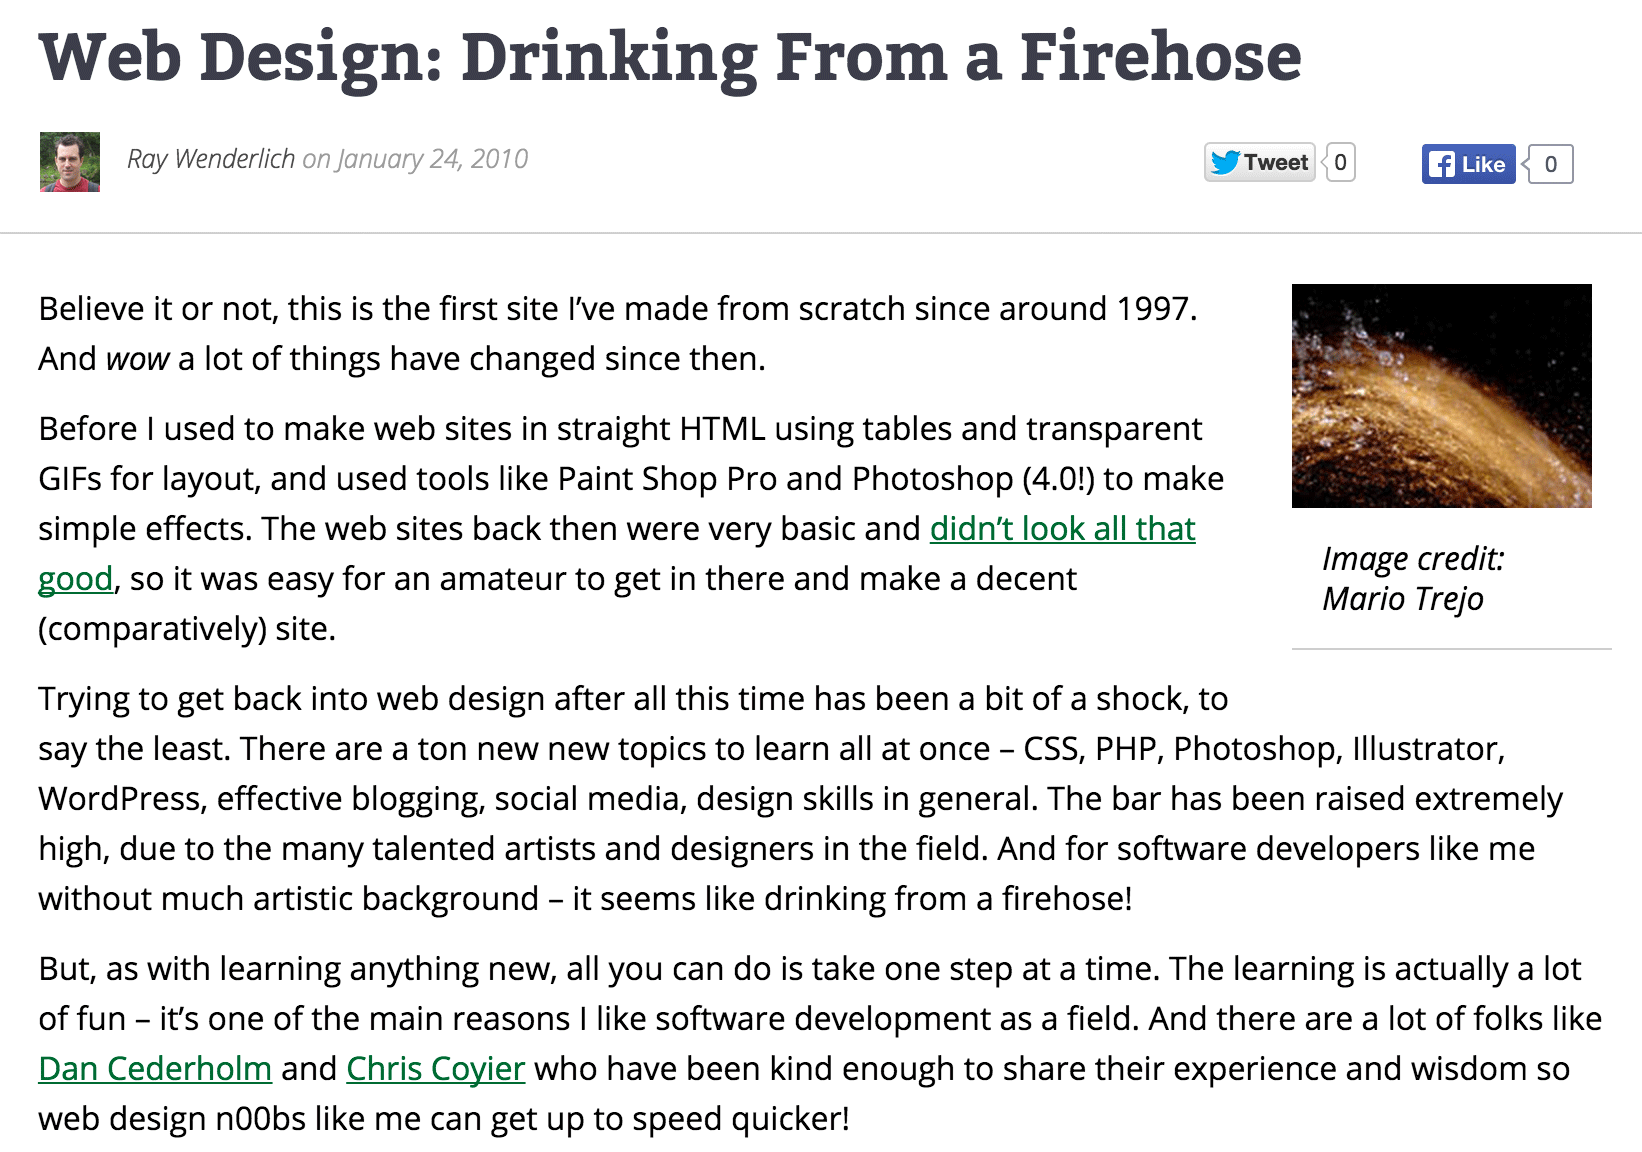 Web Design: Drinking From a Firehose
Ray Wenderlich on January 24, 2010
Tweet 0
Like 0
Believe it or not, this is the first site I’ve made from scratch since around 1997.
And wow a lot of things have changed since then.
Before I used to make web sites in straight HTML using tables and transparent
GIFs for layout, and used tools like Paint Shop Pro and Photoshop (4.0!) to make
simple effects. The web sites back then were very basic and didn’t look all that
good, so it was easy for an amateur to get in there and make a decent
(comparatively) site.
Image credit:
Mario Trejo
Trying to get back into web design after all this time has been a bit of a shock, to
say the least. There are a ton new new topics to learn all at once – CSS, PHP, Photoshop, Illustrator,
WordPress, effective blogging, social media, design skills in general. The bar has been raised extremely
high, due to the many talented artists and designers in the field. And for software developers like me
without much artistic background – it seems like drinking from a firehose!
But, as with learning anything new, all you can do is take one step at a time. The learning is actually a lot
of fun – it’s one of the main reasons I like software development as a field. And there are a lot of folks like
Dan Cederholm and Chris Coyier who have been kind enough to share their experience and wisdom so
web design n00bs like me can get up to speed quicker!